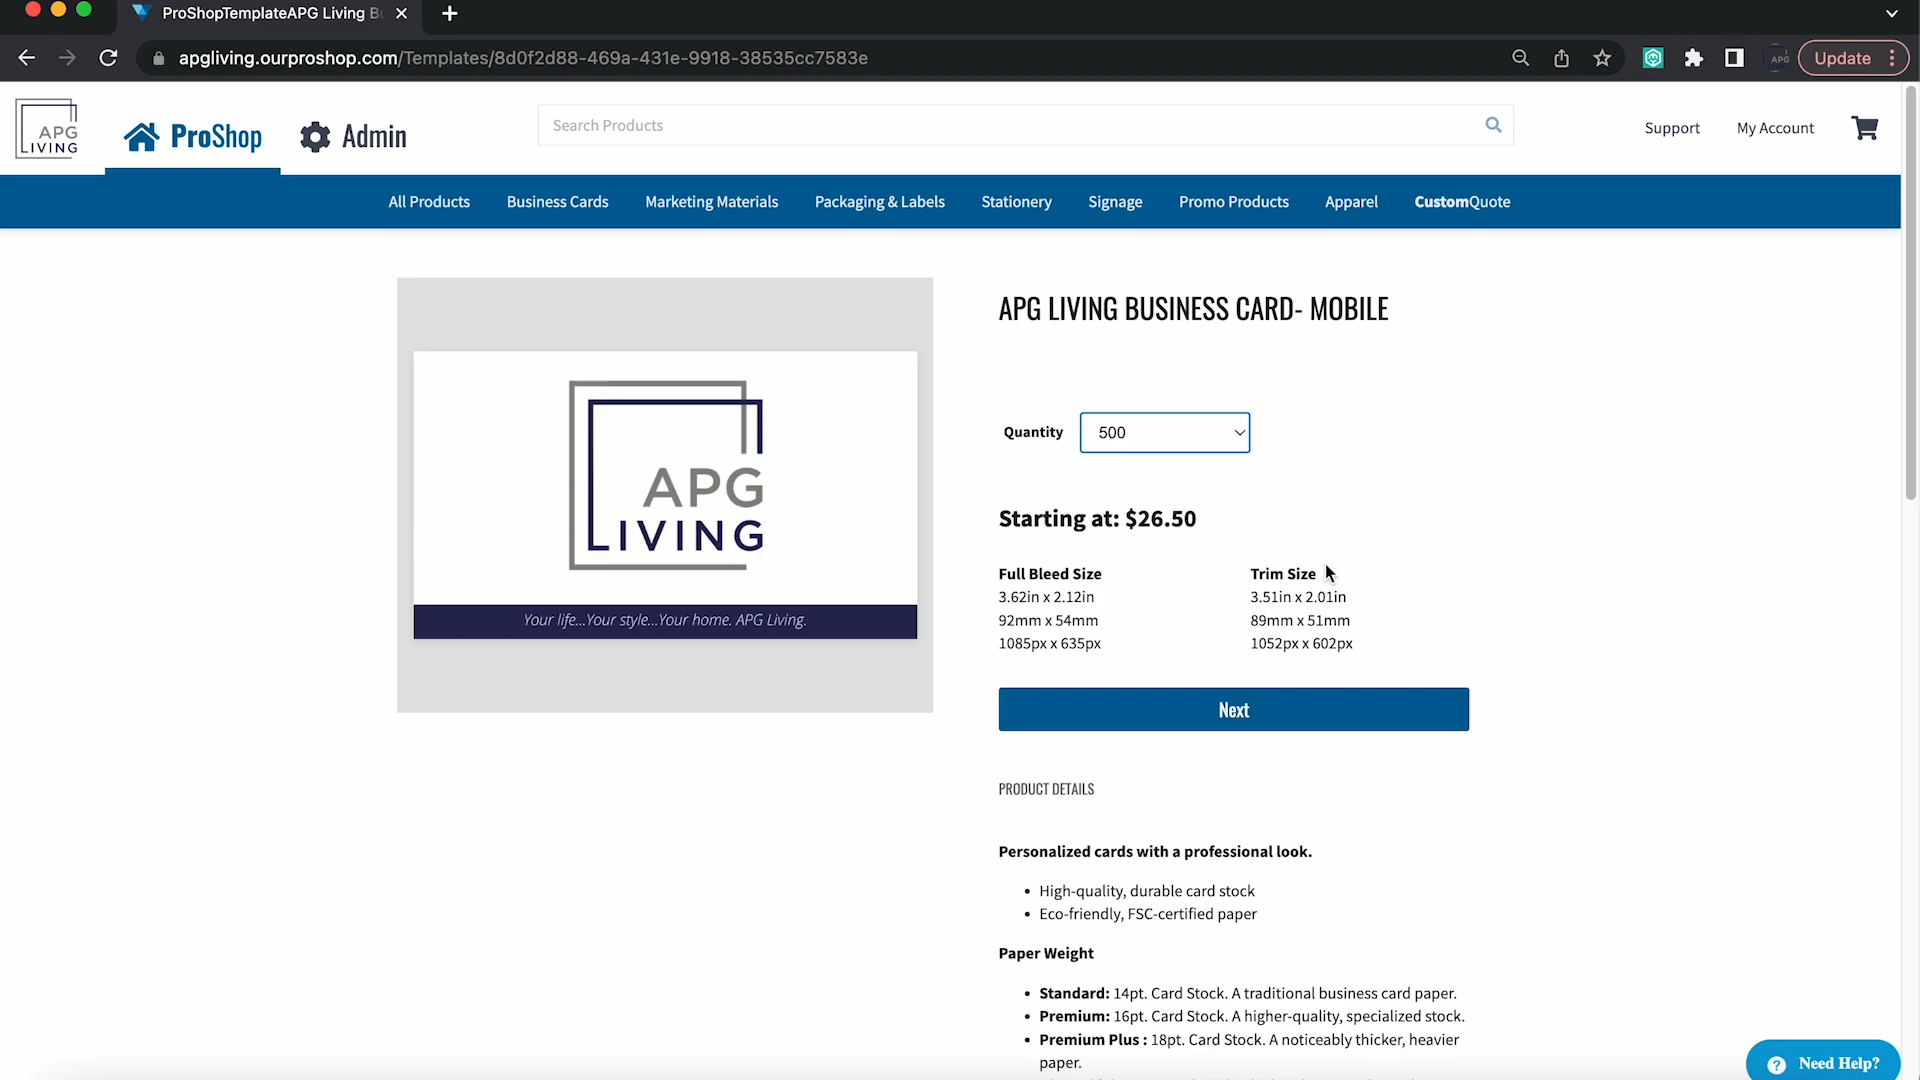 ProShopTemplateAPG Living Bu
apgliving.ourproshop.com/Templates/8d0f2d88-469a-431e-9918-38535cc7583e
APG
Update
APG
LIVING
ProShop
Admin
Search Products
Support
My Account
All Products
Business Cards
Marketing Materials
Packaging & Labels
Stationery
Signage
Promo Products
Apparel
CustomQuote
APG
LIVING
Your life...Your style...Your home. APG Living.
APG LIVING BUSINESS CARD- MOBILE
Quantity
500
Starting at: $26.50
Full Bleed Size
3.62in x 2.12in
92mm x 54mm
1085px x 635px
Trim Size
3.51in x 2.01in
89mm x 51mm
1052px x 602px
Next
PRODUCT DETAILS
Personalized cards with a professional look.
• High-quality, durable card stock
• Eco-friendly, FSC-certified paper
Paper Weight
• Standard: 14pt. Card Stock. A traditional business card paper.
• Premium: 16pt. Card Stock. A higher-quality, specialized stock.
• Premium Plus : 18pt. Card Stock. A noticeably thicker, heavier
paper.
Need Help?